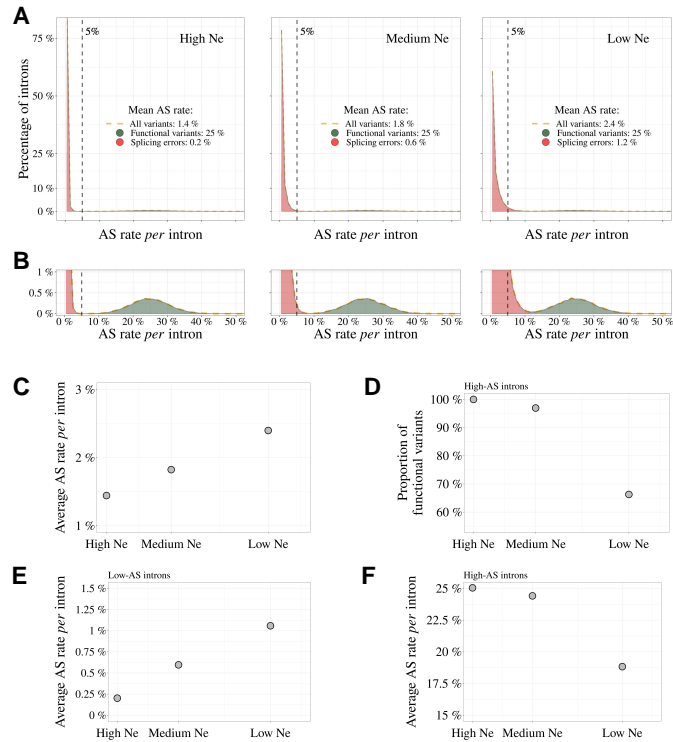 A
High Ne
Medium Ne
Low Ne
5%
5%
5%
75 %
50 %
25 %
10 %
0 %
Percentage of introns
Mean AS rate:
All variants: 1.4 %
Functional variants: 25 %
Splicing errors: 0.2 %
Mean AS rate:
All variants: 1.8 %
Functional variants: 25 %
Splicing errors: 0.6 %
Mean AS rate:
All variants: 2.4 %
Functional variants: 25 %
Splicing errors: 1.2 %
AS rate per intron
AS rate per intron
AS rate per intron
B
1 %
0.5 %
0 %
0 % 10 % 20 % 30 % 40 % 50 %
0 % 10 % 20 % 30 % 40 % 50 %
0 % 10 % 20 % 30 % 40 % 50 %
AS rate per intron
AS rate per intron
AS rate per intron
C
Average AS rate per intron
3 %
2 %
1 %
High Ne Medium Ne Low Ne
D
High-AS introns
Proportion of
functional variants
100 %
90 %
80 %
70 %
60 %
High Ne Medium Ne Low Ne
E
Low-AS introns
Average AS rate per intron
1.5 %
1.25 %
1 %
0.5 %
0.25 %
0 %
High Ne Medium Ne Low Ne
F
High-AS introns
Average AS rate per intron
25 %
22.5 %
19 %
17.5 %
15 %
High Ne Medium Ne Low Ne